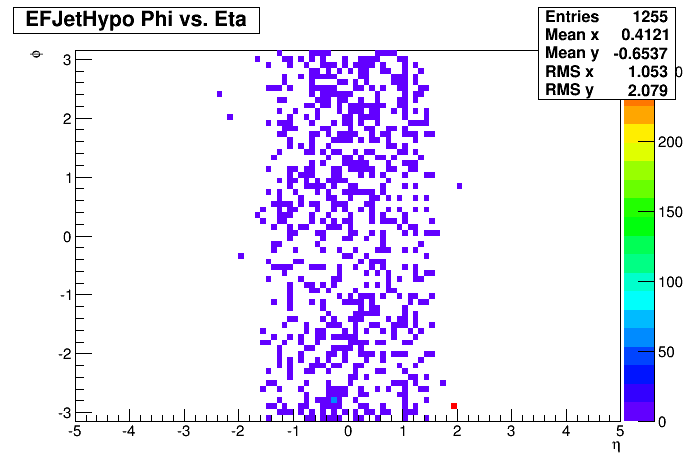 EFJetHypo Phi vs. Eta
Entries 1255
Mean x 0.4121
Mean y -0.6537
RMS x 1.053
RMS y 2.079
ϕ
3
2
1
0
-1
-2
-3
-5 -4 -3 -2 -1 0 1 2 3 4 5
η
0
200
150
100
50
0